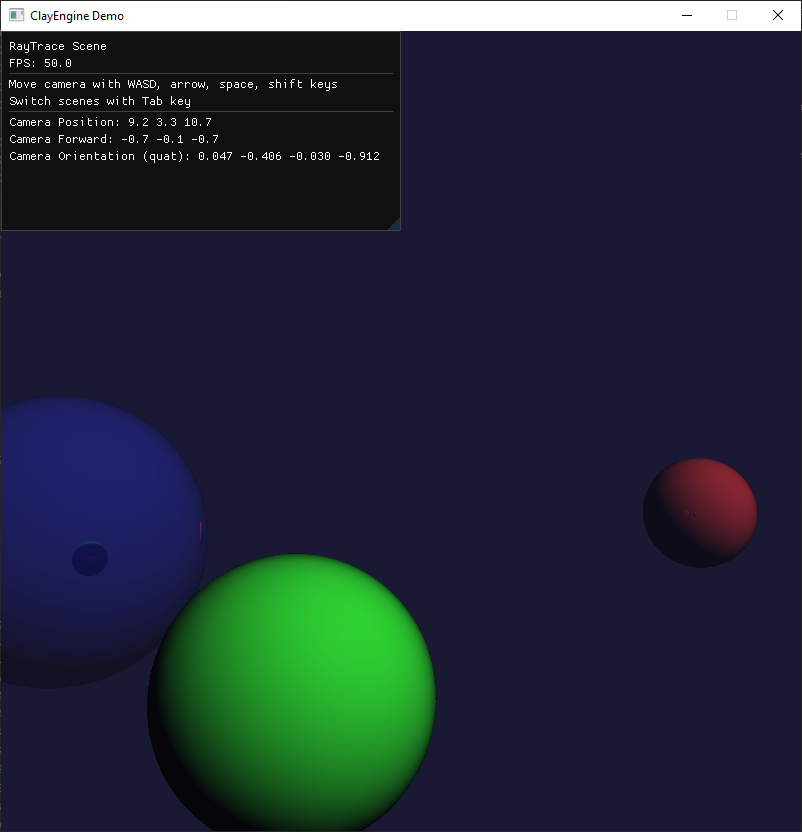 ClayEngine Demo
RayTrace Scene
FPS: 50.0
Move camera with WASD, arrow, space, shift keys
Switch scenes with Tab key
Camera Position: 9.2 3.3 10.7
Camera Forward: -0.7 -0.1 -0.7
Camera Orientation (quat): 0.047 -0.406 -0.030 -0.912